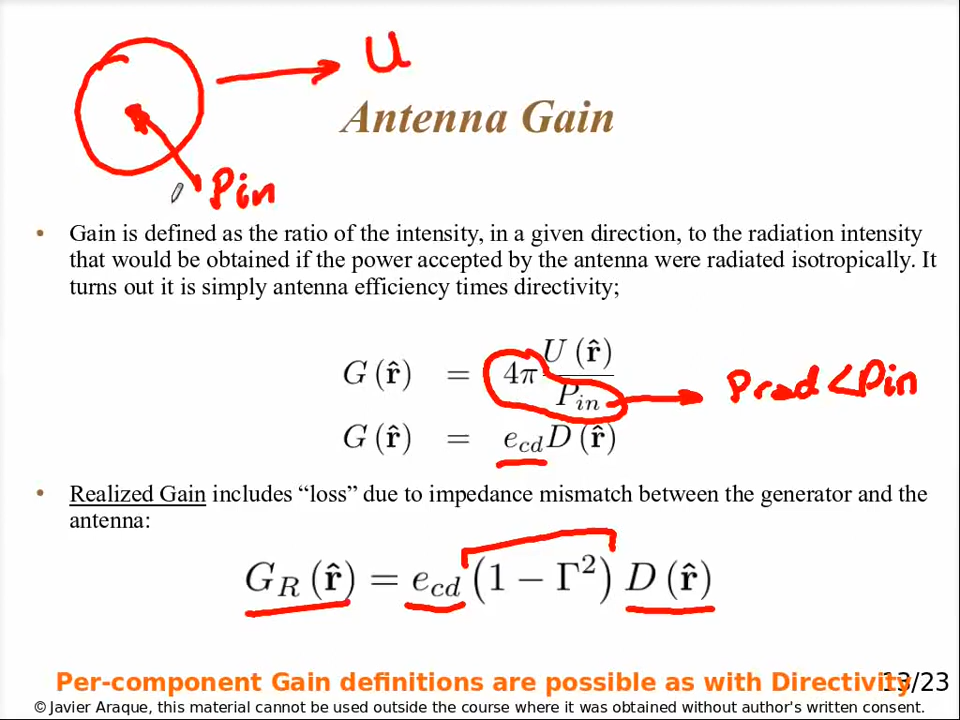 U
Antenna Gain
Pin
• Gain is defined as the ratio of the intensity, in a given direction, to the radiation intensity
that would be obtained if the power accepted by the antenna were radiated isotropically. It
turns out it is simply antenna efficiency times directivity;
G (r̂) = 4π U (r̂) / P_in
Prad < Pin
G (r̂) = e_cd D (r̂)
• Realized Gain includes “loss” due to impedance mismatch between the generator and the
antenna:
G_R (r̂) = e_cd (1 − Γ²) D (r̂)
Per-component Gain definitions are possible as with Directivity
13/23
© Javier Araque, this material cannot be used outside the course where it was obtained without author's written consent.